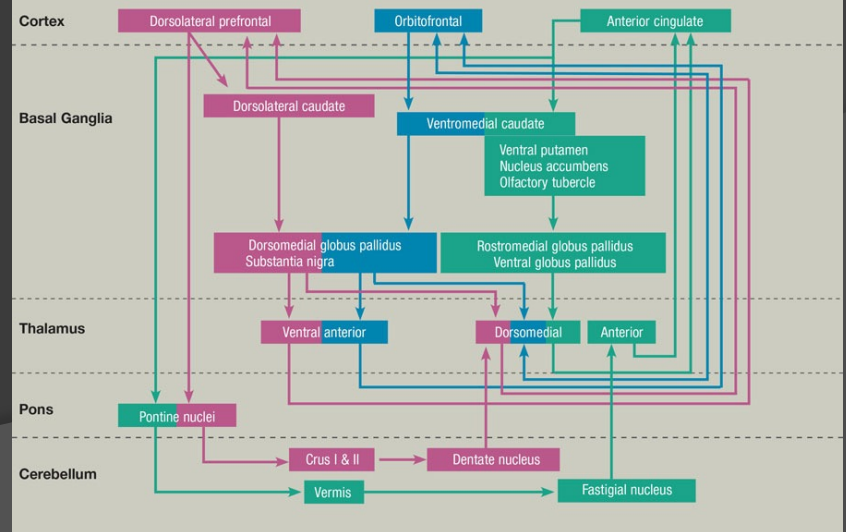 Cortex
Dorsolateral prefrontal
Orbitofrontal
Anterior cingulate
Basal Ganglia
Dorsolateral caudate
Ventromedial caudate
Ventral putamen
Nucleus accumbens
Olfactory tubercle
Dorsomedial globus pallidus
Substantia nigra
Rostromedial globus pallidus
Ventral globus pallidus
Thalamus
Ventral anterior
Dorsomedial
Anterior
Pons
Pontine nuclei
Cerebellum
Crus I & II
Dentate nucleus
Vermis
Fastigial nucleus